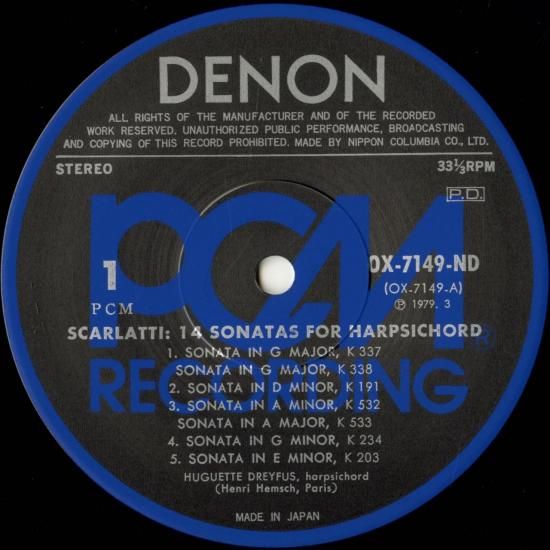 DENON
ALL RIGHTS OF THE MANUFACTURER AND OF THE RECORDED
WORK RESERVED. UNAUTHORIZED PUBLIC PERFORMANCE, BROADCASTING
AND COPYING OF THIS RECORD PROHIBITED. MADE BY NIPPON COLUMBIA CO., LTD.
STEREO 33⅓RPM
P.D.
PCM
RECORDING®
1 OX-7149-ND
(OX-7149-A)
PCM ℗ 1979. 3
SCARLATTI: 14 SONATAS FOR HARPSICHORD
1. SONATA IN G MAJOR, K 337
SONATA IN G MAJOR, K 338
2. SONATA IN D MINOR, K 191
3. SONATA IN A MINOR, K 532
SONATA IN A MAJOR, K 533
4. SONATA IN G MINOR, K 234
5. SONATA IN E MINOR, K 203
HUGUETTE DREYFUS, harpsichord
(Henri Hemsch, Paris)
MADE IN JAPAN